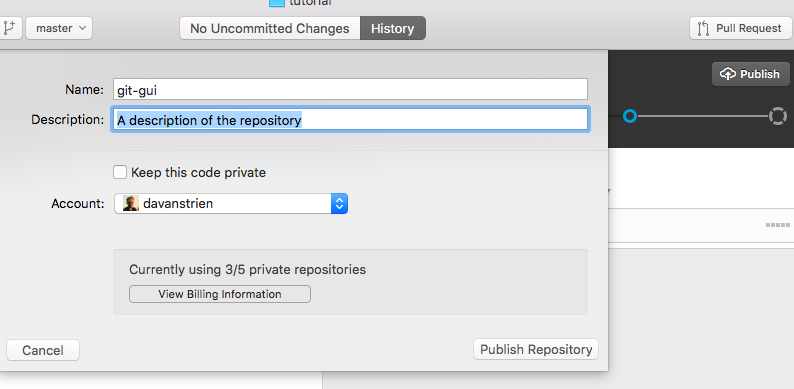 tutorial
master
No Uncommitted Changes
History
Pull Request
Publish
Name: git-gui
Description: A description of the repository
Keep this code private
Account: davanstrien
Currently using 3/5 private repositories
View Billing Information
Cancel
Publish Repository